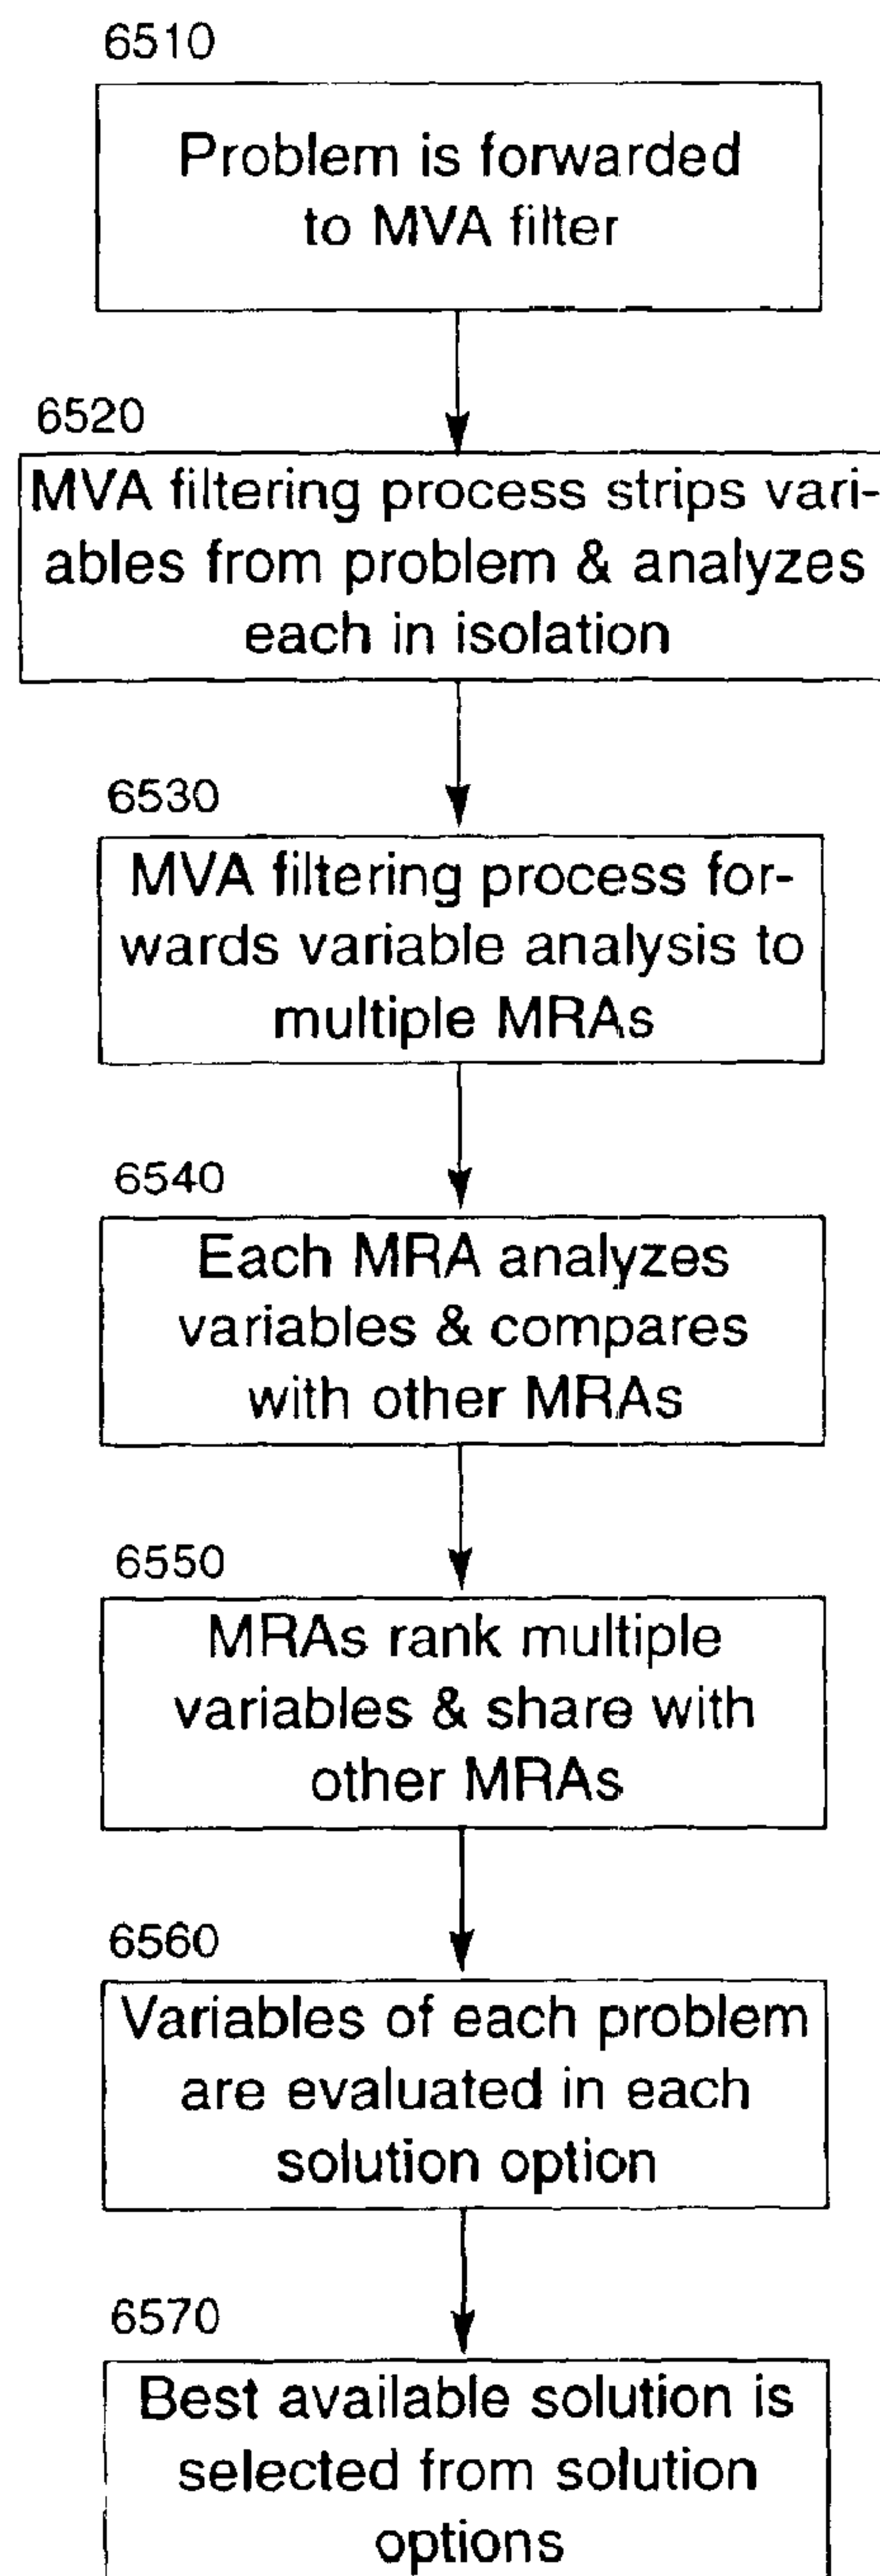 6510
Problem is forwarded
to MVA filter
6520
MVA filtering process strips vari-
ables from problem & analyzes
each in isolation
6530
MVA filtering process for-
wards variable analysis to
multiple MRAs
6540
Each MRA analyzes
variables & compares
with other MRAs
6550
MRAs rank multiple
variables & share with
other MRAs
6560
Variables of each problem
are evaluated in each
solution option
6570
Best available solution is
selected from solution
options